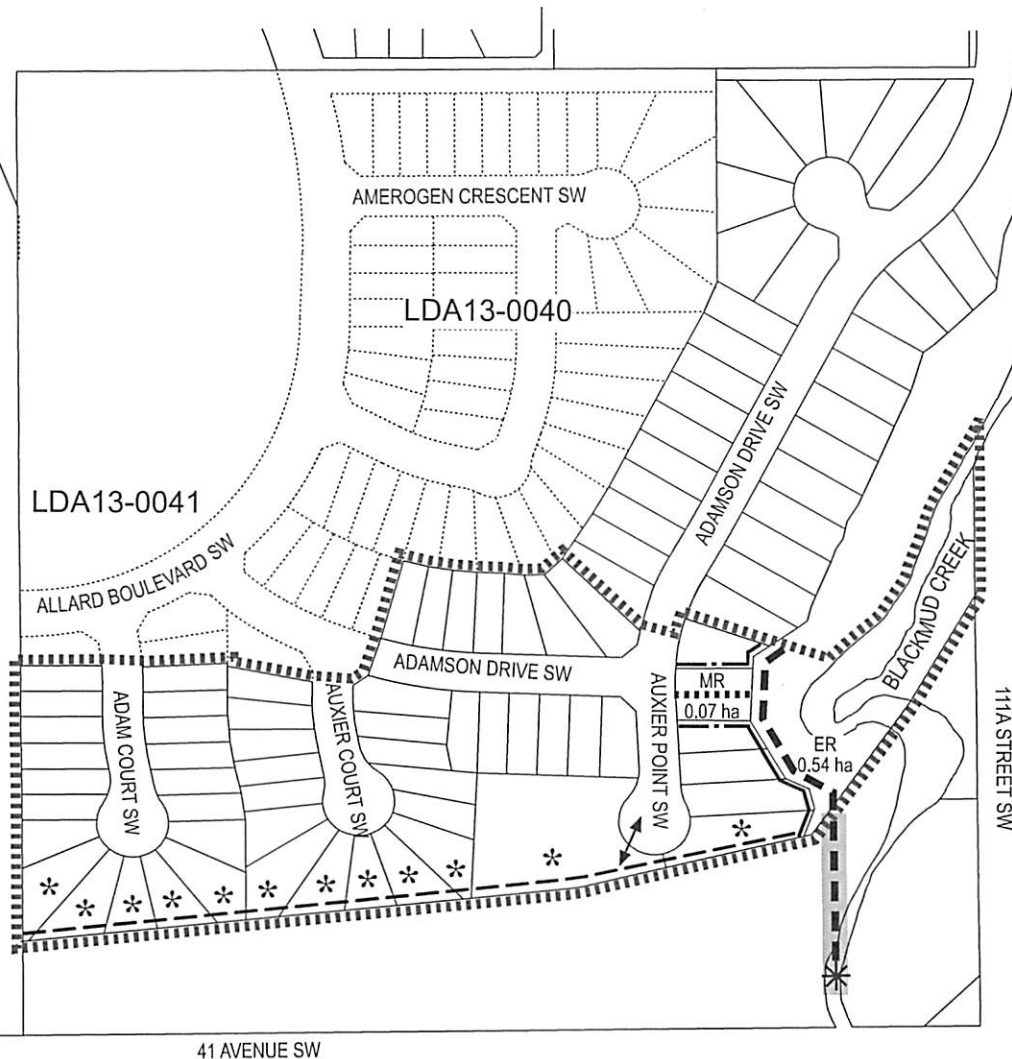 AMEROGEN CRESCENT SW
LDA13-0040
ADAMSON DRIVE SW
LDA13-0041
ALLARD BOULEVARD SW
BLACKMUD CREEK
ADAMSON DRIVE SW
MR
0.07 ha
ER
0.54 ha
ADAM COURT SW
AUXIER COURT SW
AUXIER POINT SW
111A STREET SW
41 AVENUE SW